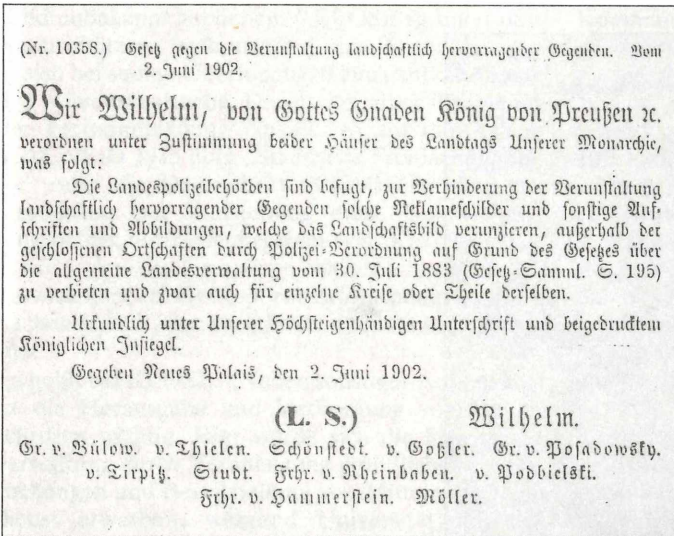 (Nr. 10358.) Gesetz gegen die Verunstaltung landschaftlich hervorragender Gegenden. Vom
2. Juni 1902.
Wir Wilhelm, von Gottes Gnaden König von Preußen ꝛc.
verordnen unter Zustimmung beider Häuser des Landtags Unserer Monarchie,
was folgt:
Die Landespolizeibehörden sind befugt, zur Verhinderung der Verunstaltung
landschaftlich hervorragender Gegenden solche Reklameschilder und sonstige Auf-
schriften und Abbildungen, welche das Landschaftsbild verunzieren, außerhalb der
geschlossenen Ortschaften durch Polizei-Verordnung auf Grund des Gesetzes über
die allgemeine Landesverwaltung vom 30. Juli 1883 (Gesetz-Samml. S. 195)
zu verbieten und zwar auch für einzelne Kreise oder Theile derselben.
Urkundlich unter Unserer Höchsteigenhändigen Unterschrift und beigedrucktem
Königlichen Insiegel.
Gegeben Neues Palais, den 2. Juni 1902.
(L. S.) Wilhelm.
Gr. v. Bülow. v. Thielen. Schönstedt. v. Goßler. Gr. v. Posadowsky.
v. Tirpitz. Studt. Frhr. v. Rheinbaben. v. Podbielski.
Frhr. v. Hammerstein. Möller.